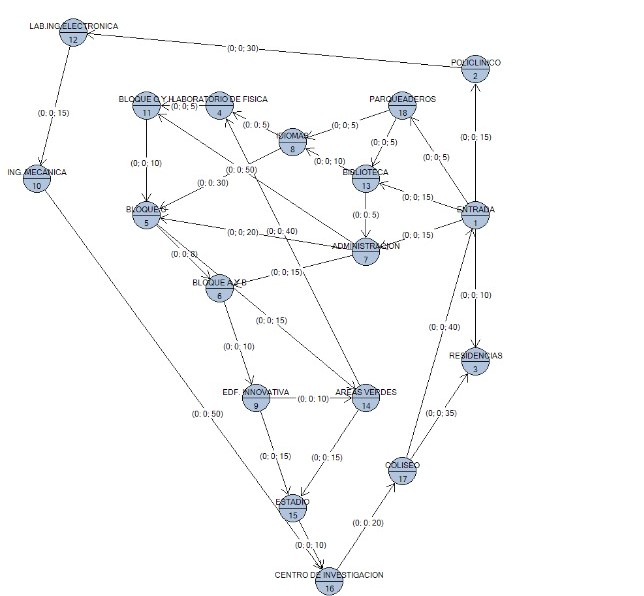 LAB.ING.ELECTRONICA
12
(0; 0; 30)
POLICLINICO
2
BLOQUE G Y H
11
(0; 0; 5)
LABORATORIO DE FISICA
4
PARQUEADEROS
18
(0; 0; 15)
(0; 0; 5)
(0; 0; 5)
IDIOMAS
8
(0; 0; 5)
(0; 0; 15)
(0; 0; 5)
(0; 0; 10)
(0; 0; 10)
ING.MECANICA
10
(0; 0; 50)
BIBLIOTECA
13
(0; 0; 30)
(0; 0; 15)
BLOQUE
5
(0; 0; 5)
ENTRADA
1
(0; 0; 20)
(0; 0; 40)
(0; 0; 15)
ADMINISTRACION
7
(0; 0; 8)
(0; 0; 15)
BLOQUE A Y B
6
(0; 0; 10)
(0; 0; 15)
(0; 0; 40)
(0; 0; 10)
RESIDENCIAS
3
EDF. INNOVATIVA
9
(0; 0; 10)
AREAS VERDES
14
(0; 0; 50)
(0; 0; 35)
(0; 0; 15)
(0; 0; 15)
COLISEO
17
ESTADIO
15
(0; 0; 20)
(0; 0; 10)
CENTRO DE INVESTIGACION
16